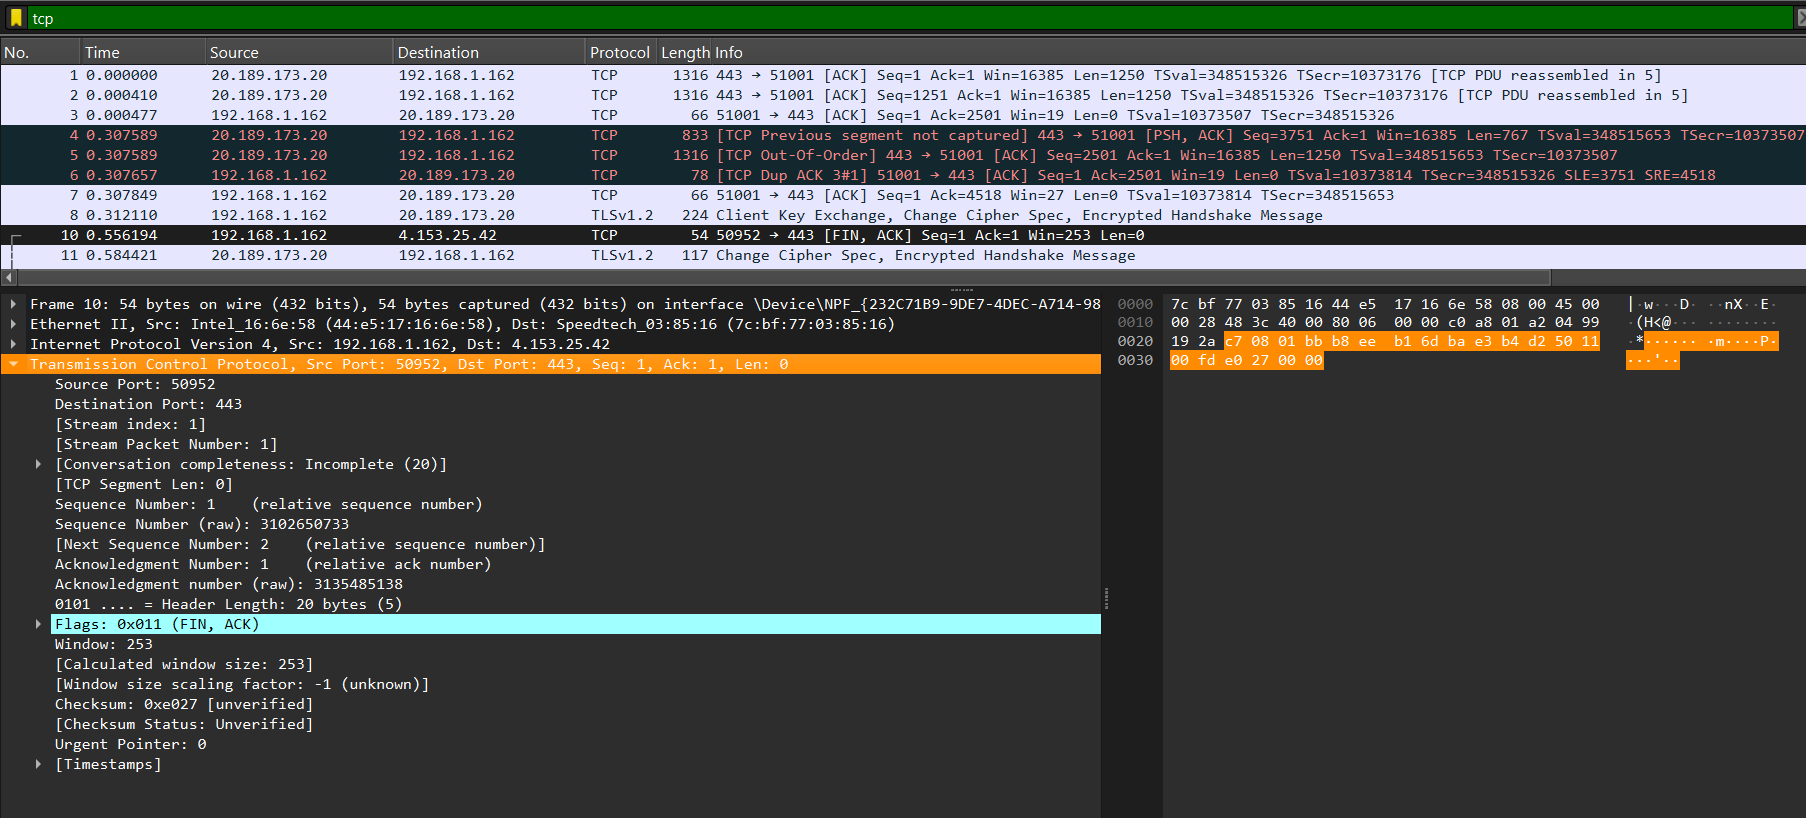 tcp
No. Time Source Destination Protocol Length Info
1 0.000000 20.189.173.20 192.168.1.162 TCP 1316 443 → 51001 [ACK] Seq=1 Ack=1 Win=16385 Len=1250 TSval=348515326 TSecr=10373176 [TCP PDU reassembled in 5]
2 0.000410 20.189.173.20 192.168.1.162 TCP 1316 443 → 51001 [ACK] Seq=1251 Ack=1 Win=16385 Len=1250 TSval=348515326 TSecr=10373176 [TCP PDU reassembled in 5]
3 0.000477 192.168.1.162 20.189.173.20 TCP 66 51001 → 443 [ACK] Seq=1 Ack=2501 Win=19 Len=0 TSval=10373507 TSecr=348515326
4 0.307589 20.189.173.20 192.168.1.162 TCP 833 [TCP Previous segment not captured] 443 → 51001 [PSH, ACK] Seq=3751 Ack=1 Win=16385 Len=767 TSval=348515653 TSecr=10373507
5 0.307589 20.189.173.20 192.168.1.162 TCP 1316 [TCP Out-Of-Order] 443 → 51001 [ACK] Seq=2501 Ack=1 Win=16385 Len=1250 TSval=348515653 TSecr=10373507
6 0.307657 192.168.1.162 20.189.173.20 TCP 78 [TCP Dup ACK 3#1] 51001 → 443 [ACK] Seq=1 Ack=2501 Win=19 Len=0 TSval=10373814 TSecr=348515326 SLE=3751 SRE=4518
7 0.307849 192.168.1.162 20.189.173.20 TCP 66 51001 → 443 [ACK] Seq=1 Ack=4518 Win=27 Len=0 TSval=10373814 TSecr=348515653
8 0.312110 192.168.1.162 20.189.173.20 TLSv1.2 224 Client Key Exchange, Change Cipher Spec, Encrypted Handshake Message
10 0.556194 192.168.1.162 4.153.25.42 TCP 54 50952 → 443 [FIN, ACK] Seq=1 Ack=1 Win=253 Len=0
11 0.584421 20.189.173.20 192.168.1.162 TLSv1.2 117 Change Cipher Spec, Encrypted Handshake Message
Frame 10: 54 bytes on wire (432 bits), 54 bytes captured (432 bits) on interface \Device\NPF_{232C71B9-9DE7-4DEC-A714-98
Ethernet II, Src: Intel_16:6e:58 (44:e5:17:16:6e:58), Dst: Speedtech_03:85:16 (7c:bf:77:03:85:16)
Internet Protocol Version 4, Src: 192.168.1.162, Dst: 4.153.25.42
Transmission Control Protocol, Src Port: 50952, Dst Port: 443, Seq: 1, Ack: 1, Len: 0
Source Port: 50952
Destination Port: 443
[Stream index: 1]
[Stream Packet Number: 1]
[Conversation completeness: Incomplete (20)]
[TCP Segment Len: 0]
Sequence Number: 1 (relative sequence number)
Sequence Number (raw): 3102650733
[Next Sequence Number: 2 (relative sequence number)]
Acknowledgment Number: 1 (relative ack number)
Acknowledgment number (raw): 3135485138
0101 .... = Header Length: 20 bytes (5)
Flags: 0x011 (FIN, ACK)
Window: 253
[Calculated window size: 253]
[Window size scaling factor: -1 (unknown)]
Checksum: 0xe027 [unverified]
[Checksum Status: Unverified]
Urgent Pointer: 0
[Timestamps]
0000 7c bf 77 03 85 16 44 e5 17 16 6e 58 08 00 45 00 |·w···D· ··nX··E·
0010 00 28 48 3c 40 00 80 06 00 00 c0 a8 01 a2 04 99 ·(H<@··· ········
0020 19 2a c7 08 01 bb b8 ee b1 6d ba e3 b4 d2 50 11 ·*······ ·m····P·
0030 00 fd e0 27 00 00 ···'··